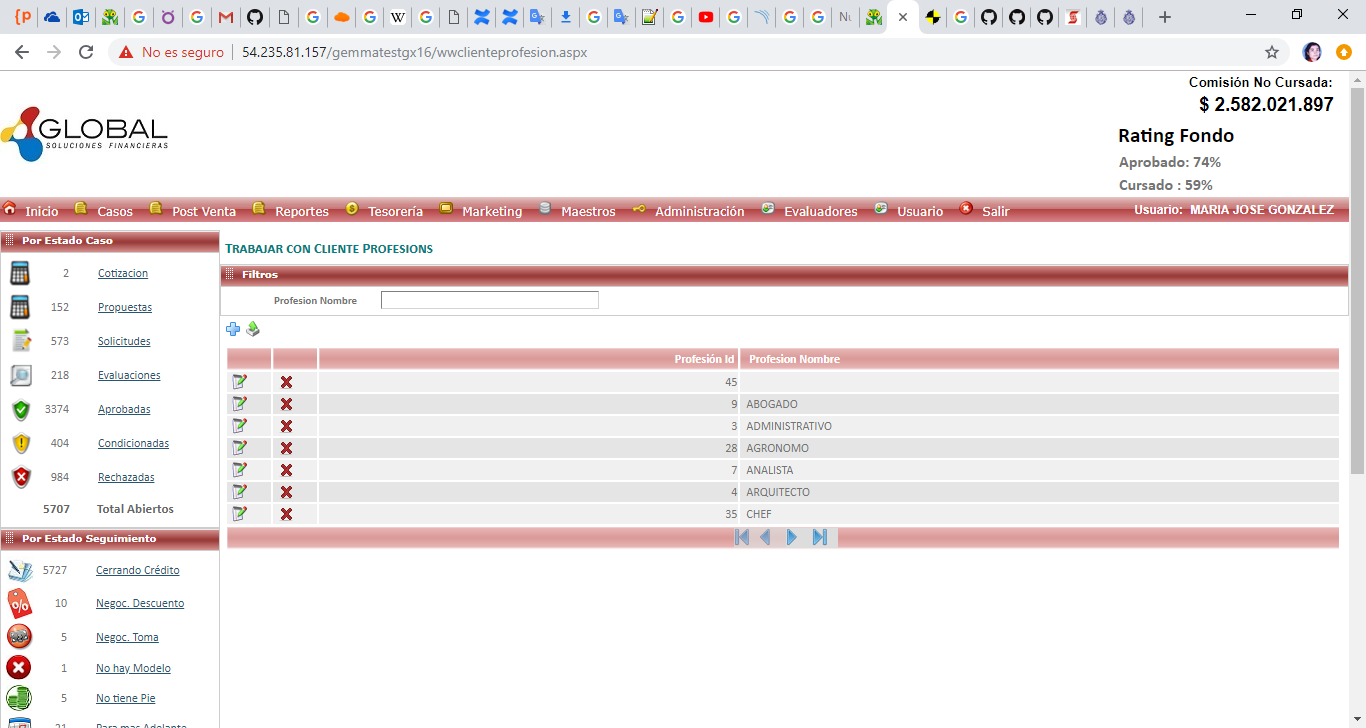 No es seguro 54.235.81.157/gemmatestgx16/wwclienteprofesion.aspx
Comisión No Cursada:
$ 2.582.021.897
GLOBAL
SOLUCIONES FINANCIERAS
Rating Fondo
Aprobado: 74%
Cursado : 59%
Inicio Casos Post Venta Reportes Tesorería Marketing Maestros Administración Evaluadores Usuario Salir Usuario: MARIA JOSE GONZALEZ
Por Estado Caso
2 Cotizacion
152 Propuestas
573 Solicitudes
218 Evaluaciones
3374 Aprobadas
404 Condicionadas
984 Rechazadas
5707 Total Abiertos
Por Estado Seguimiento
5727 Cerrando Crédito
10 Negoc. Descuento
5 Negoc. Toma
1 No hay Modelo
5 No tiene Pie
21 Para mas Adelante
TRABAJAR CON CLIENTE PROFESIONS
Filtros
Profesion Nombre
Profesión Id Profesion Nombre
45
9 ABOGADO
3 ADMINISTRATIVO
28 AGRONOMO
7 ANALISTA
4 ARQUITECTO
35 CHEF